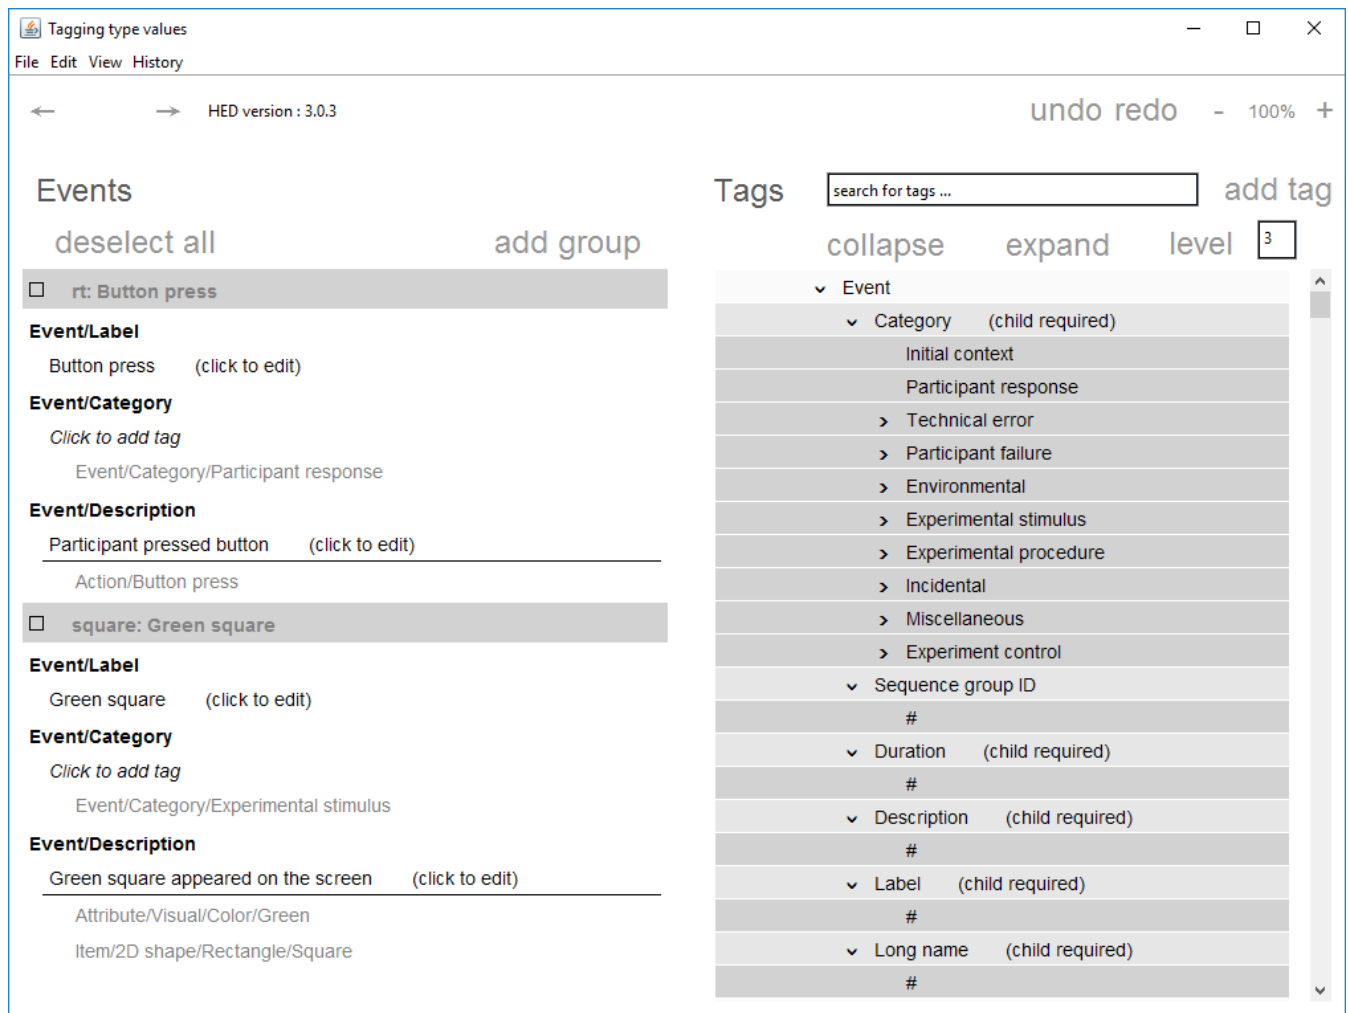 Tagging type values
File Edit View History
HED version : 3.0.3
undo redo - 100% +
Events
deselect all add group
rt: Button press
Event/Label
Button press (click to edit)
Event/Category
Click to add tag
Event/Category/Participant response
Event/Description
Participant pressed button (click to edit)
Action/Button press
square: Green square
Event/Label
Green square (click to edit)
Event/Category
Click to add tag
Event/Category/Experimental stimulus
Event/Description
Green square appeared on the screen (click to edit)
Attribute/Visual/Color/Green
Item/2D shape/Rectangle/Square
Tags search for tags ... add tag
collapse expand level 3
Event
Category (child required)
Initial context
Participant response
Technical error
Participant failure
Environmental
Experimental stimulus
Experimental procedure
Incidental
Miscellaneous
Experiment control
Sequence group ID
#
Duration (child required)
#
Description (child required)
#
Label (child required)
#
Long name (child required)
#